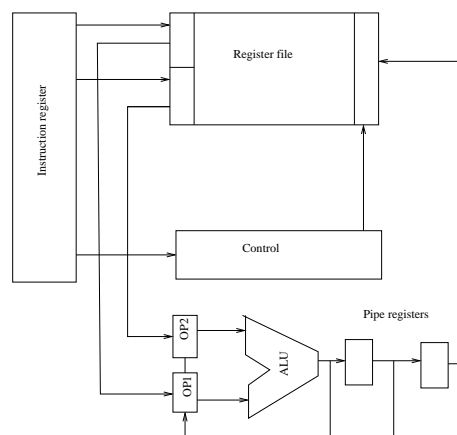 Instruction register
Register file
Control
Pipe registers
OP2
ALU
OP1